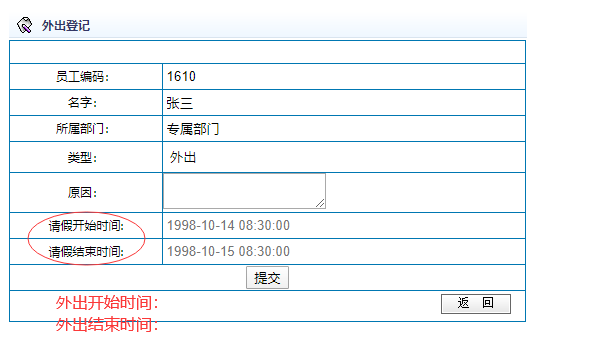 外出登记
员工编码： 1610
名字： 张三
所属部门： 专属部门
类型： 外出
原因：
请假开始时间: 1998-10-14 08:30:00
请假结束时间: 1998-10-15 08:30:00
提交
返 回
外出开始时间：
外出结束时间：